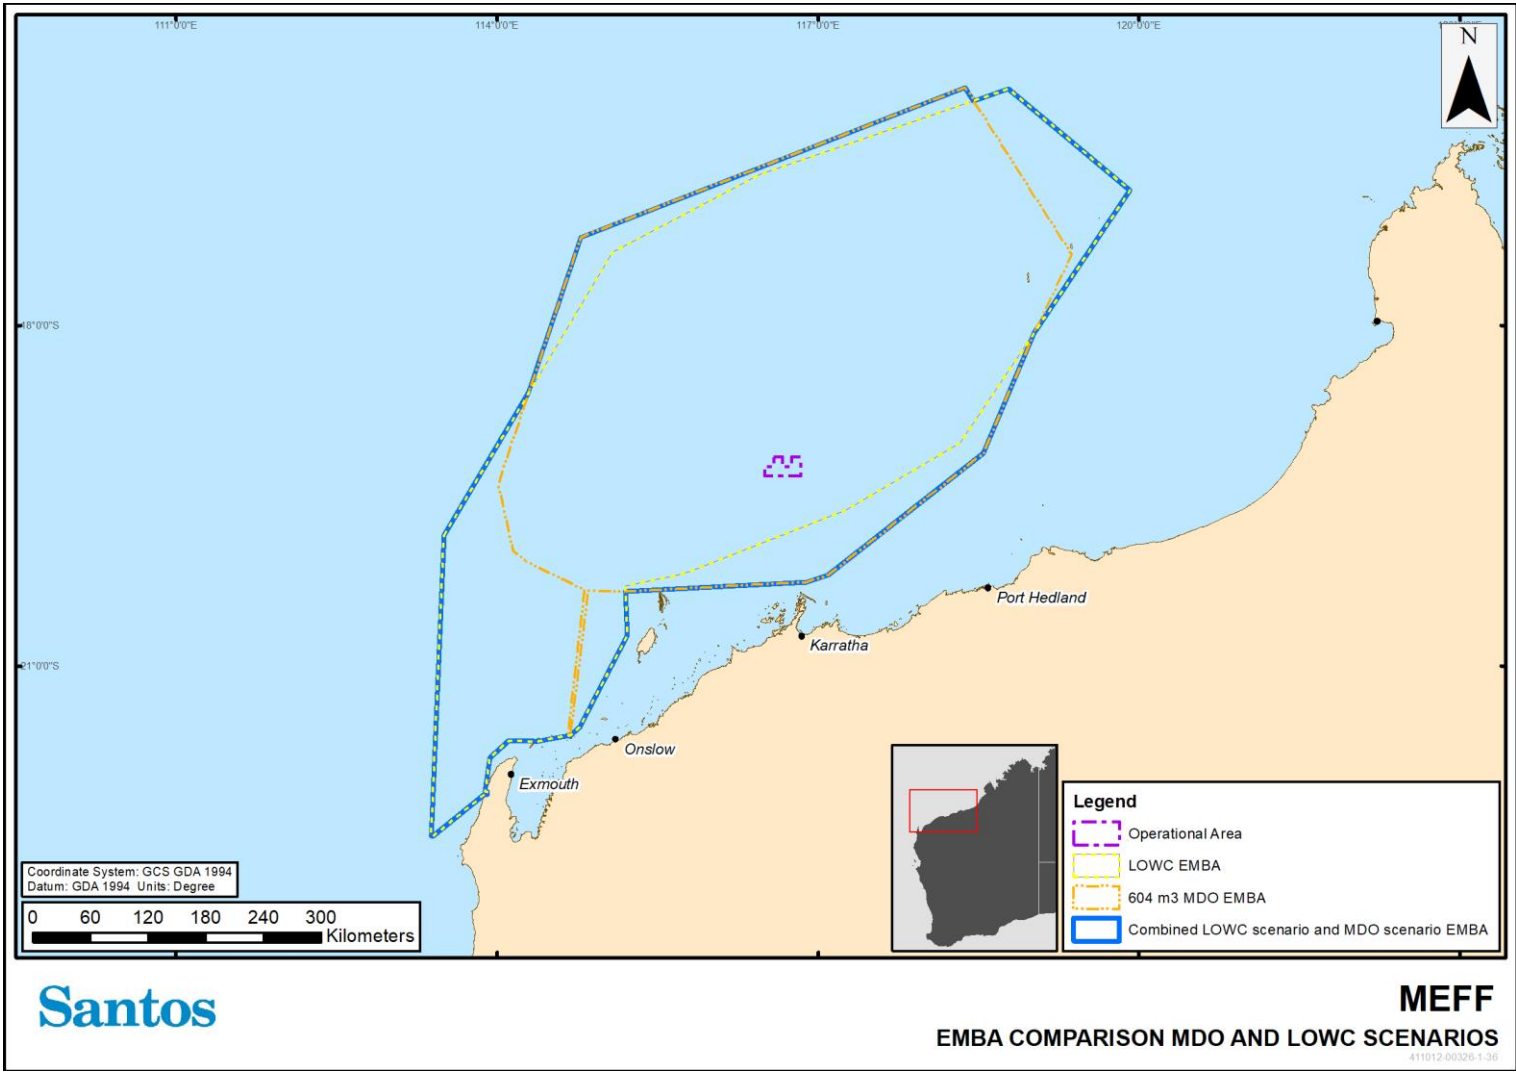 111°0'0"E 114°0'0"E 117°0'0"E 120°0'0"E
N
18°0'0"S
Port Hedland
Karratha
21°0'0"S
Onslow
Exmouth
Legend
Operational Area
LOWC EMBA
604 m3 MDO EMBA
Combined LOWC scenario and MDO scenario EMBA
Coordinate System: GCS GDA 1994
Datum: GDA 1994 Units: Degree
0 60 120 180 240 300
Kilometers
Santos
MEFF
EMBA COMPARISON MDO AND LOWC SCENARIOS
411012-00326-1-36